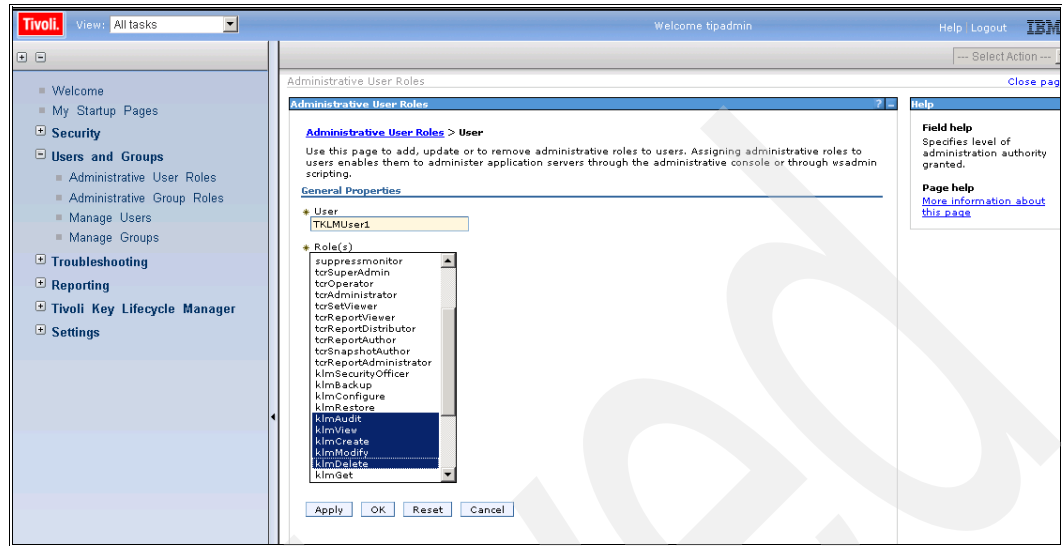 Tivoli. View: All tasks Welcome tipadmin Help Logout IBM
--- Select Action ---
Welcome
My Startup Pages
Security
Users and Groups
Administrative User Roles
Administrative Group Roles
Manage Users
Manage Groups
Troubleshooting
Reporting
Tivoli Key Lifecycle Manager
Settings
Administrative User Roles Close pag
Administrative User Roles ? -
Administrative User Roles > User
Use this page to add, update or to remove administrative roles to users. Assigning administrative roles to
users enables them to administer application servers through the administrative console or through wsadmin
scripting.
General Properties
User
TKLMUser1
Role(s)
suppressmonitor
tcrSuperAdmin
tcrOperator
tcrAdministrator
tcrSetViewer
tcrReportViewer
tcrReportDistributor
tcrReportAuthor
tcrSnapshotAuthor
tcrReportAdministrator
klmSecurityOfficer
klmBackup
klmConfigure
klmRestore
klmAudit
klmView
klmCreate
klmModify
klmDelete
klmGet
Apply OK Reset Cancel
Help
Field help
Specifies level of
administration authority
granted.
Page help
More information about
this page